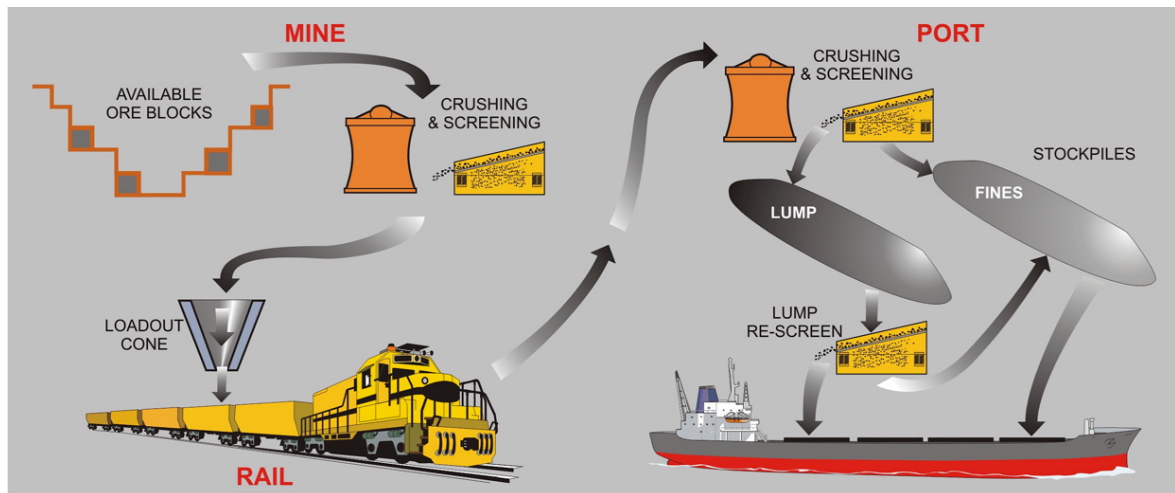 MINE
AVAILABLE
ORE BLOCKS
CRUSHING
& SCREENING
LOADOUT
CONE
RAIL
PORT
CRUSHING
& SCREENING
STOCKPILES
LUMP
FINES
LUMP
RE-SCREEN